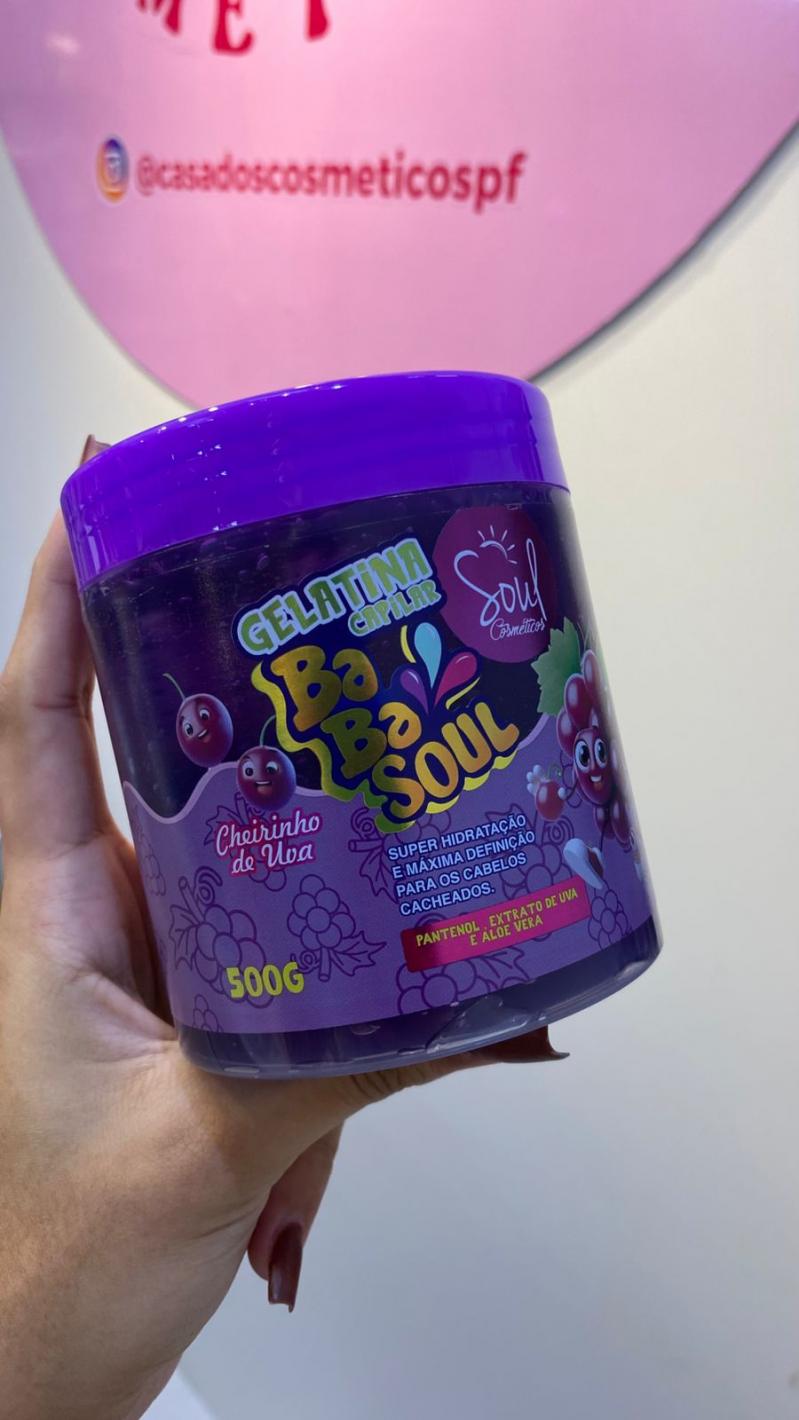 MET
@casadoscosmeticospf
GELATINA
CAPILAR
Soul
Cosméticos
Ba
Ba
SOUL
Cheirinho
de Uva
SUPER HIDRATAÇÃO
E MÁXIMA DEFINIÇÃO
PARA OS CABELOS
CACHEADOS.
PANTENOL, EXTRATO DE UVA
E ALOE VERA
500G